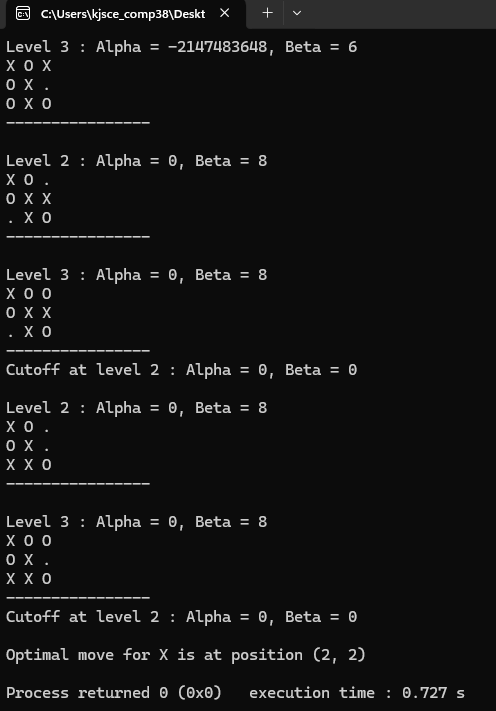 C:\Users\kjsce_comp38\Deskt
Level 3 : Alpha = -2147483648, Beta = 6
X O X
O X .
O X O
----------------
Level 2 : Alpha = 0, Beta = 8
X O .
O X X
. X O
----------------
Level 3 : Alpha = 0, Beta = 8
X O O
O X X
. X O
----------------
Cutoff at level 2 : Alpha = 0, Beta = 0
Level 2 : Alpha = 0, Beta = 8
X O .
O X .
X X O
----------------
Level 3 : Alpha = 0, Beta = 8
X O O
O X .
X X O
----------------
Cutoff at level 2 : Alpha = 0, Beta = 0
Optimal move for X is at position (2, 2)
Process returned 0 (0x0)   execution time : 0.727 s